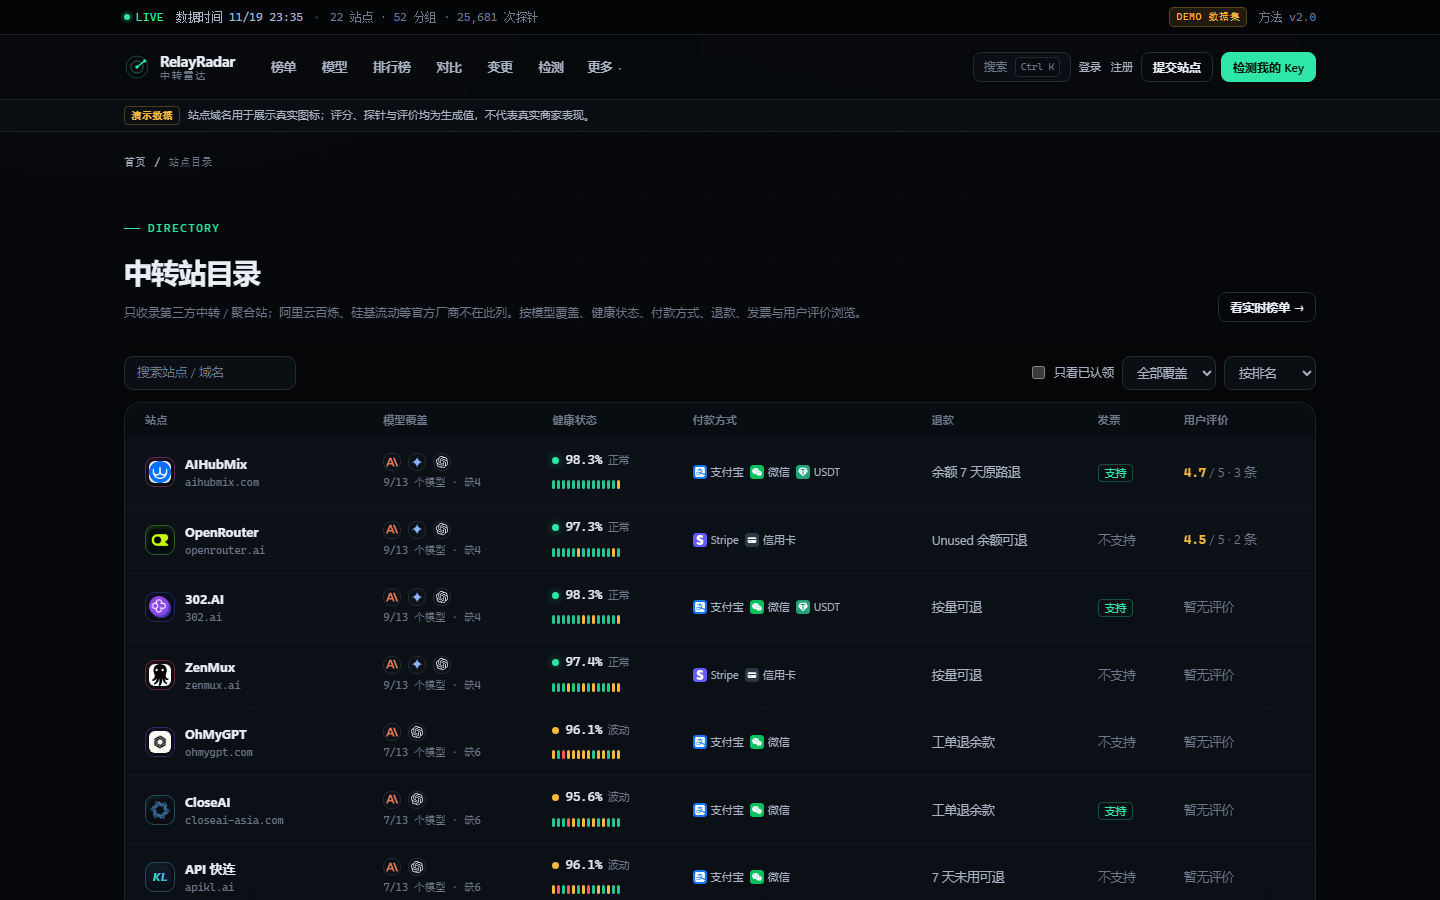 LIVE 数据时间 11/19 23:35 · 22 站点 · 52 分组 · 25,681 次探针
DEMO 数据集 方法 v2.0
RelayRadar
中转雷达
榜单 模型 排行榜 对比 变更 检测 更多
搜索 Ctrl K 登录 注册 提交站点 检测我的 Key
演示数据 站点域名用于展示真实图标；评分、探针与评价均为生成值，不代表真实商家表现。
首页 / 站点目录
DIRECTORY
中转站目录
只收录第三方中转 / 聚合站；阿里云百炼、硅基流动等官方厂商不在此列。按模型覆盖、健康状态、付款方式、退款、发票与用户评价浏览。
看实时榜单 →
搜索站点 / 域名
只看已认领 全部覆盖 按排名
站点 模型覆盖 健康状态 付款方式 退款 发票 用户评价
AIHubMix
aihubmix.com
9/13 个模型 · 缺4
98.3% 正常
支付宝 微信 USDT
余额 7 天原路退
支持
4.7 / 5 · 3 条
OpenRouter
openrouter.ai
9/13 个模型 · 缺4
97.3% 正常
Stripe 信用卡
Unused 余额可退
不支持
4.5 / 5 · 2 条
302.AI
302.ai
9/13 个模型 · 缺4
98.3% 正常
支付宝 微信 USDT
按量可退
支持
暂无评价
ZenMux
zenmux.ai
9/13 个模型 · 缺4
97.4% 正常
Stripe 信用卡
按量可退
不支持
暂无评价
OhMyGPT
ohmygpt.com
7/13 个模型 · 缺6
96.1% 波动
支付宝 微信
工单退余款
不支持
暂无评价
CloseAI
closeai-asia.com
7/13 个模型 · 缺6
95.6% 波动
支付宝 微信
工单退余款
支持
暂无评价
KL
API 快连
apikl.ai
7/13 个模型 · 缺6
96.1% 波动
支付宝 微信
7 天未用可退
不支持
暂无评价